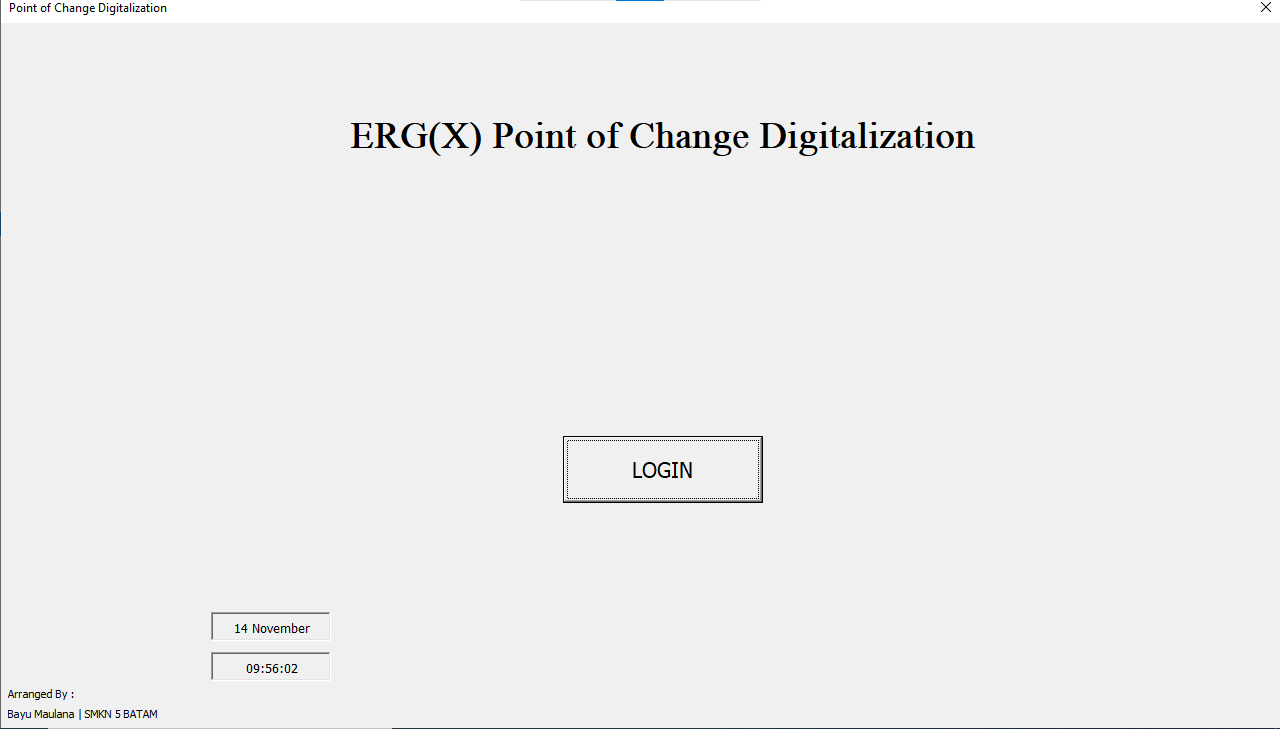 Point of Change Digitalization
ERG(X) Point of Change Digitalization
LOGIN
14 November
09:56:02
Arranged By :
Bayu Maulana | SMKN 5 BATAM